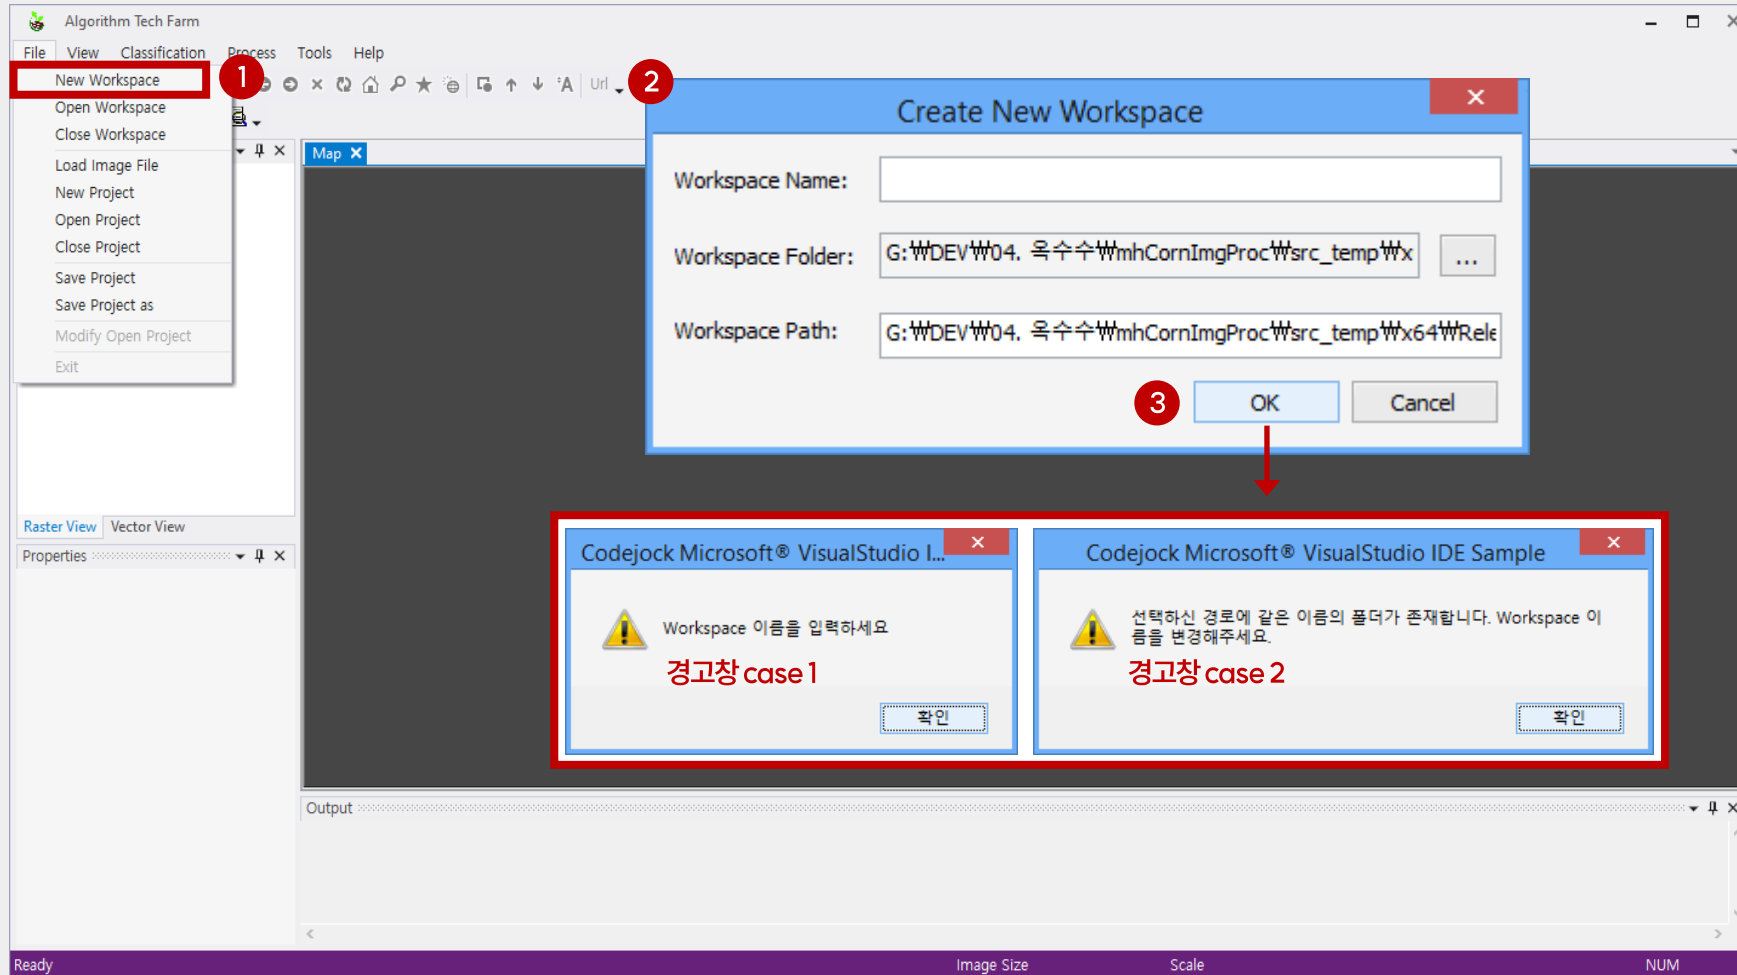 Algorithm Tech Farm
File View Classification Process Tools Help
New Workspace
1
Open Workspace
Close Workspace
Load Image File
New Project
Open Project
Close Project
Save Project
Save Project as
Modify Open Project
Exit
Url
Map
2
Create New Workspace
Workspace Name:
Workspace Folder: G:₩DEV₩04. 옥수수₩mhCornImgProc₩src_temp₩x ...
Workspace Path: G:₩DEV₩04. 옥수수₩mhCornImgProc₩src_temp₩x64₩Rele
3 OK Cancel
Raster View Vector View
Properties
Codejock Microsoft® VisualStudio I...
Workspace 이름을 입력하세요
경고창 case 1
확인
Codejock Microsoft® VisualStudio IDE Sample
선택하신 경로에 같은 이름의 폴더가 존재합니다. Workspace 이
름을 변경해주세요.
경고창 case 2
확인
Output
Ready Image Size Scale NUM